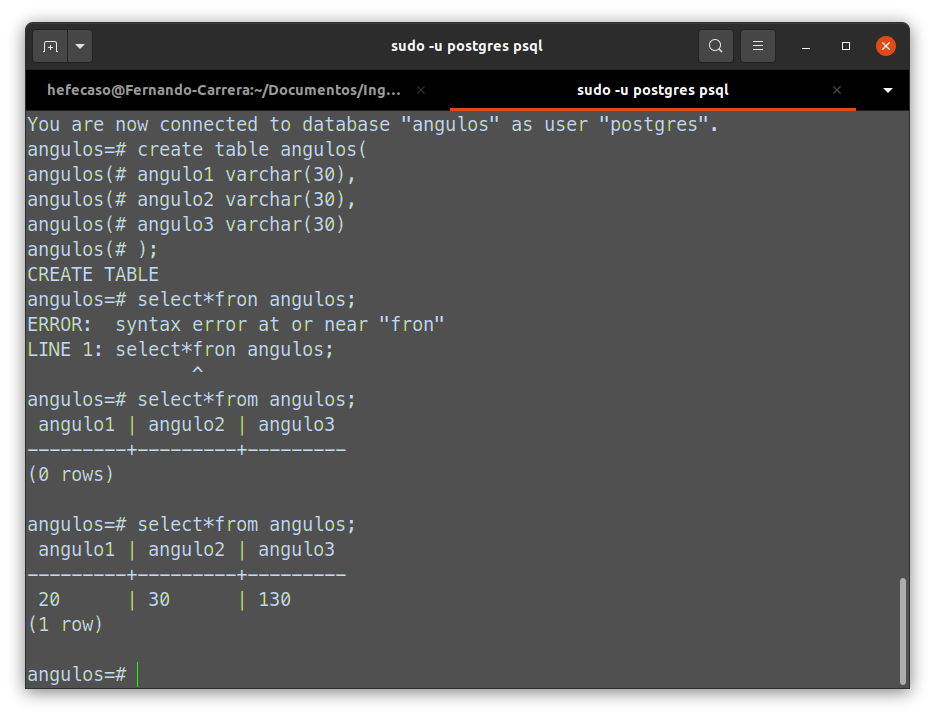 sudo -u postgres psql
hefecaso@Fernando-Carrera:~/Documentos/Ing...
sudo -u postgres psql
You are now connected to database "angulos" as user "postgres".
angulos=# create table angulos(
angulos(# angulo1 varchar(30),
angulos(# angulo2 varchar(30),
angulos(# angulo3 varchar(30)
angulos(# );
CREATE TABLE
angulos=# select*fron angulos;
ERROR:  syntax error at or near "fron"
LINE 1: select*fron angulos;
               ^
angulos=# select*from angulos;
 angulo1 | angulo2 | angulo3
---------+---------+---------
(0 rows)
angulos=# select*from angulos;
 angulo1 | angulo2 | angulo3
---------+---------+---------
 20      | 30      | 130
(1 row)
angulos=#